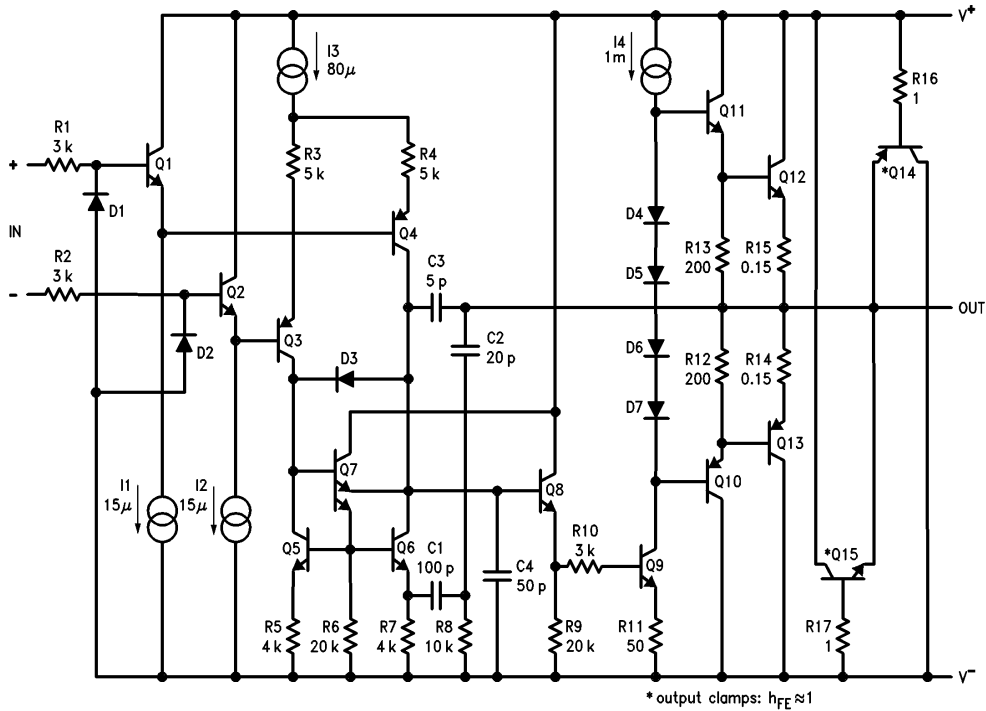 V+
I3
80μ
I4
1m
R16
1
Q11
R1
3 k
+
Q1
R3
5 k
R4
5 k
*Q14
Q12
D1
IN
Q4
D4
R13
200
R15
0.15
R2
3 k
C3
5 p
D5
-
Q2
OUT
Q3
C2
20 p
D6
R12
200
R14
0.15
D2
D3
D7
Q13
Q7
Q8
Q10
I1
15μ
I2
15μ
R10
3 k
*Q15
Q5
Q6
C1
100 p
C4
50 p
Q9
R5
4 k
R6
20 k
R7
4 k
R8
10 k
R9
20 k
R11
50
R17
1
V-
* output clamps: hFE≈1